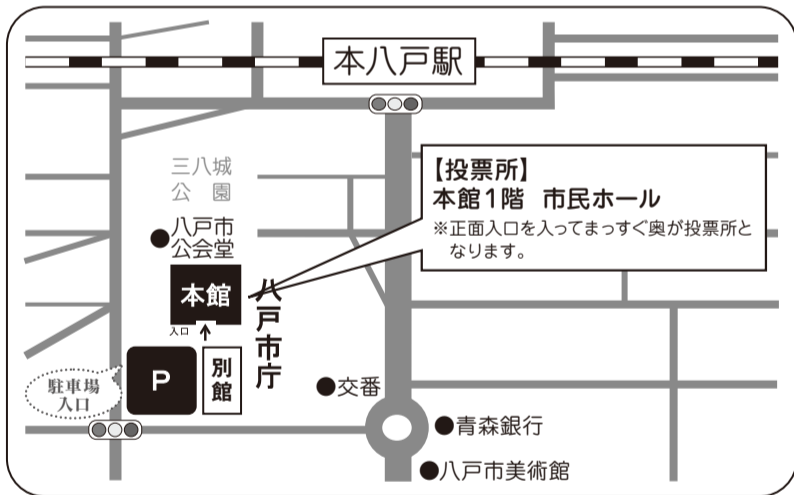 本八戸駅
三八城
公園
八戸市
公会堂
【投票所】
本館1階 市民ホール
※正面入口を入ってまっすぐ奥が投票所と
なります。
本館
八戸市庁
入口
P
別館
駐車場
入口
交番
青森銀行
八戸市美術館